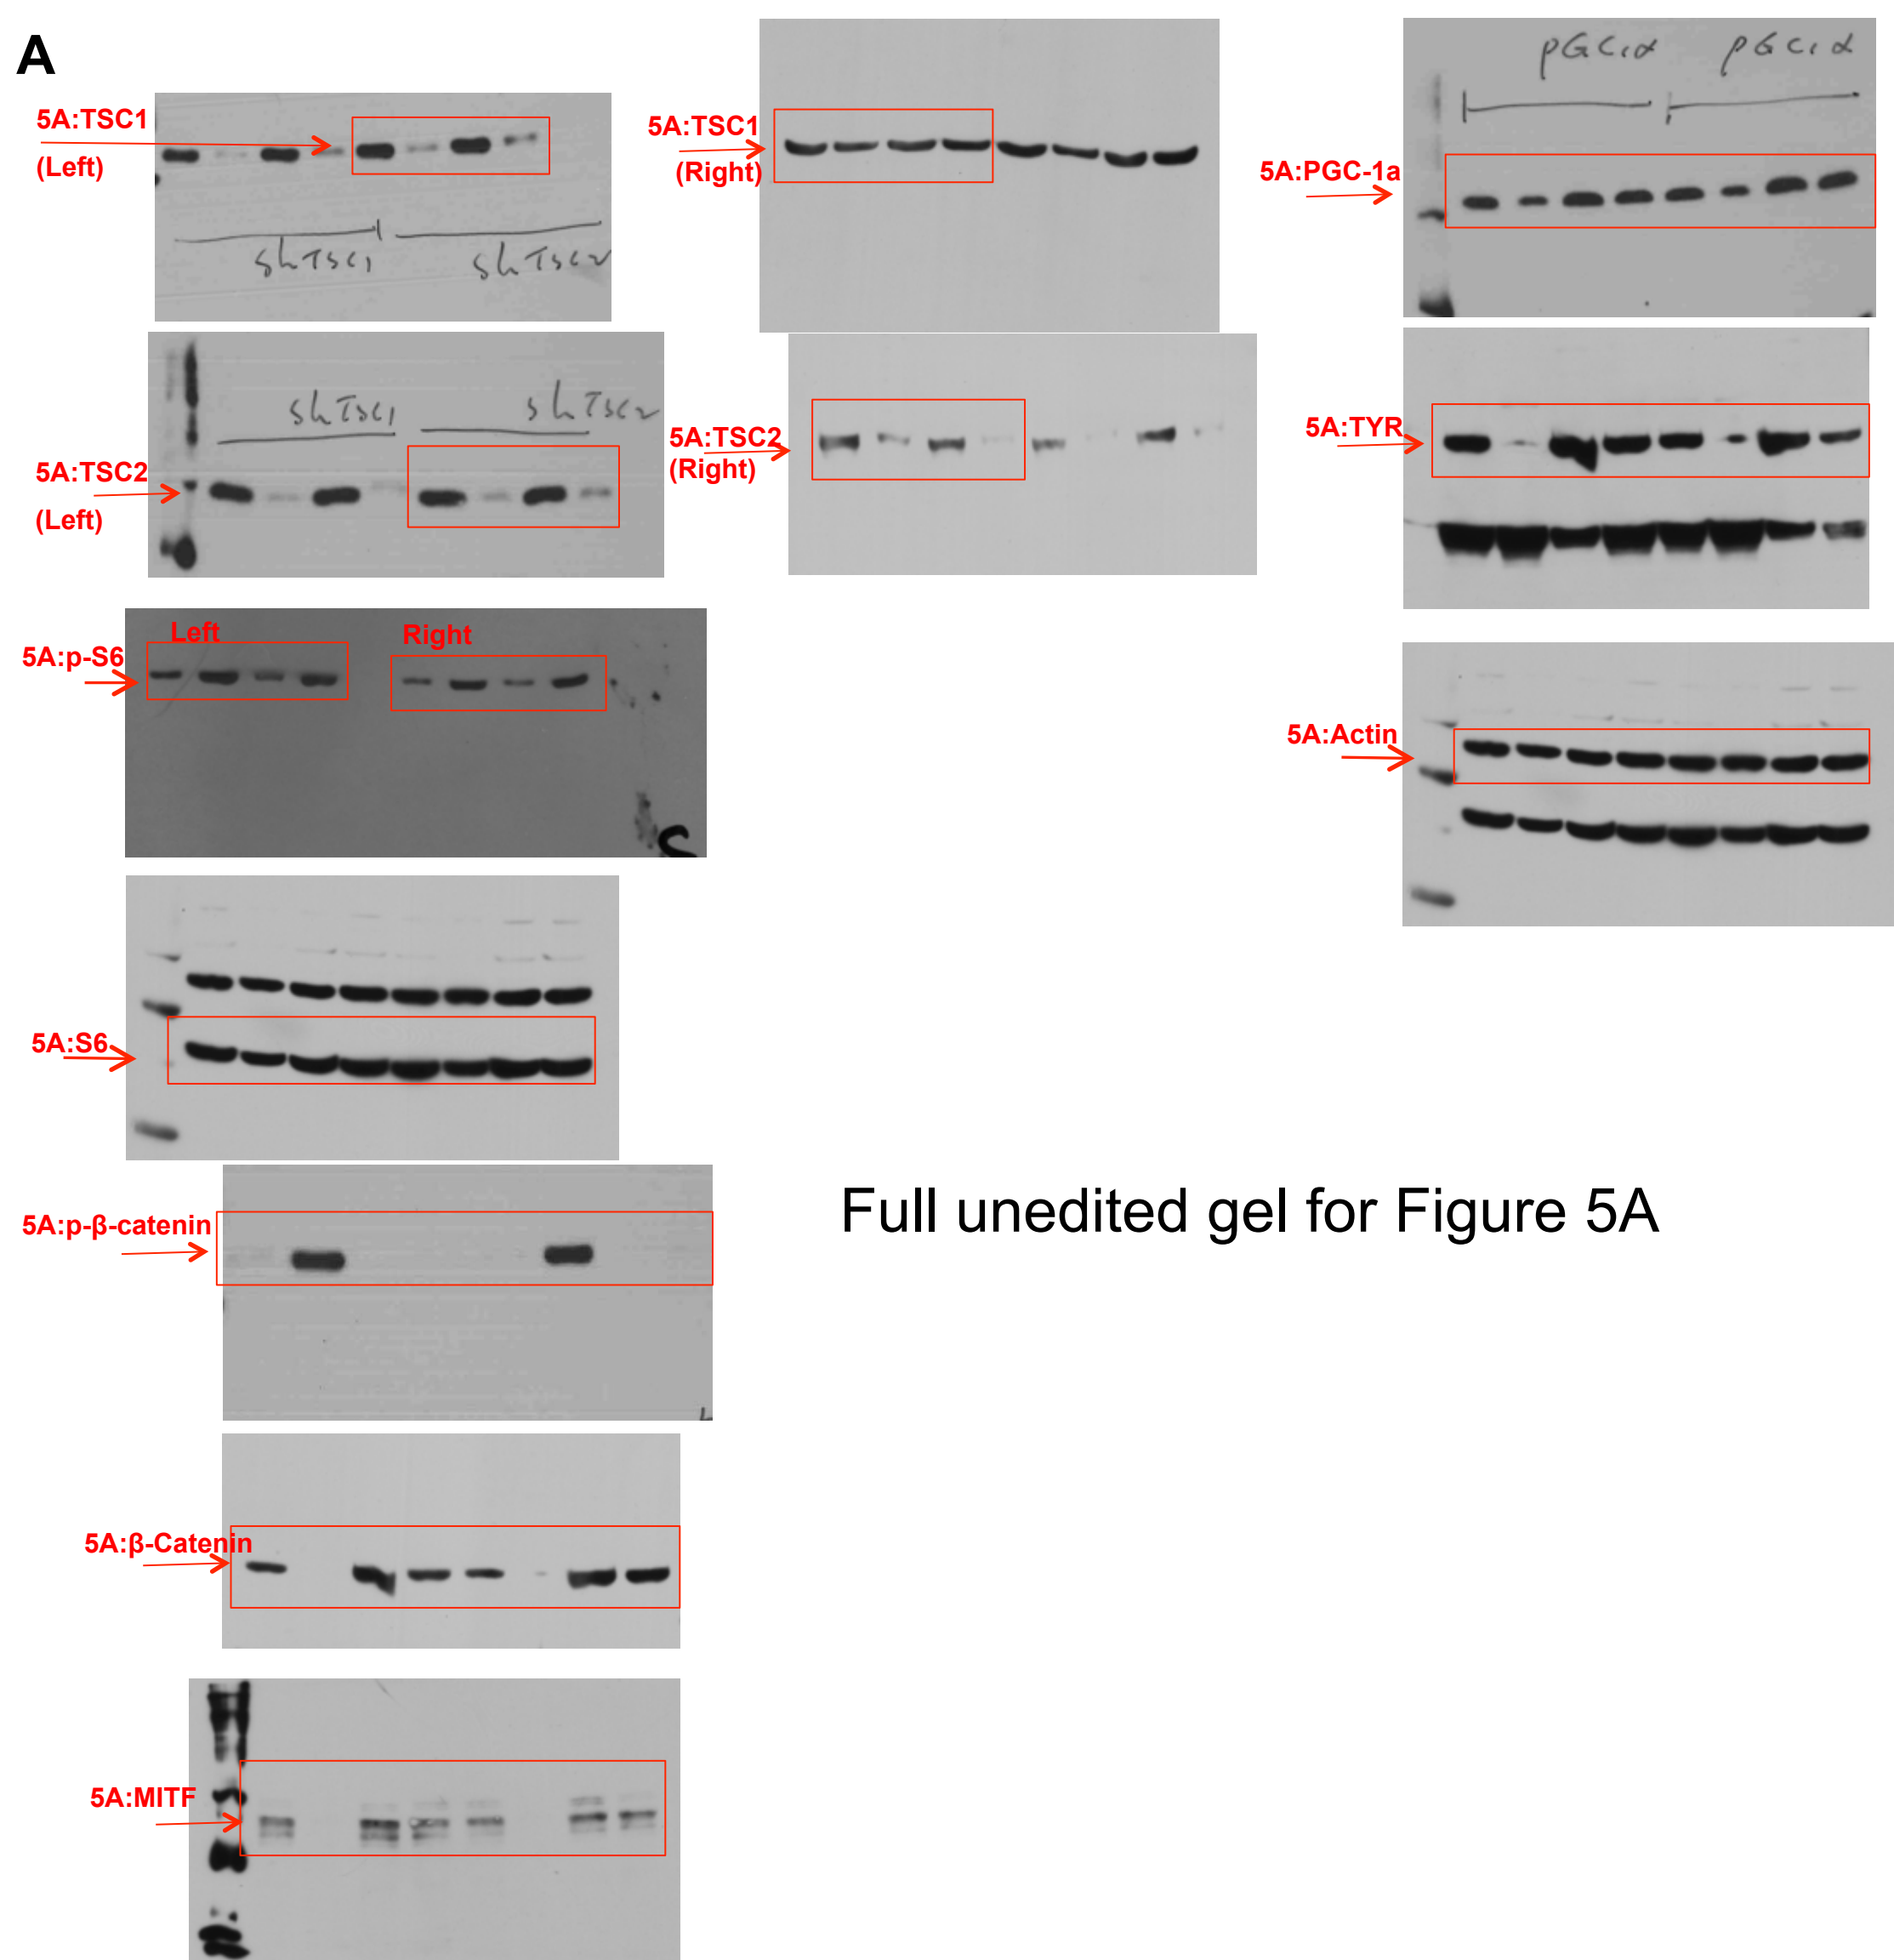 A
5A:TSC1
(Left)
shTSC1
shTSC2
5A:TSC1
(Right)
pGC1α
pGC1α
5A:PGC-1a
shTSC1
shTSC2
5A:TSC2
(Left)
5A:TSC2
(Right)
5A:TYR
Left
Right
5A:p-S6
5A:Actin
5A:S6
5A:p-β-catenin
Full unedited gel for Figure 5A
5A:β-Catenin
5A:MITF